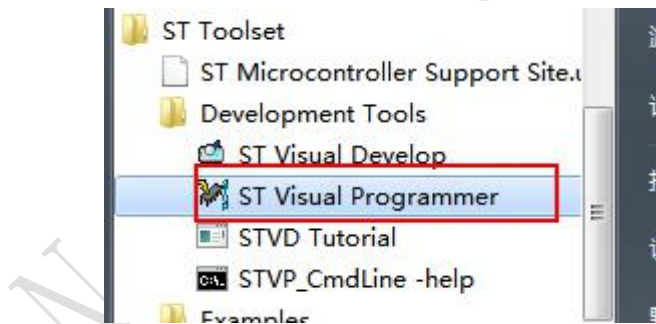 ST Toolset
ST Microcontroller Support Site.u
Development Tools
ST Visual Develop
ST Visual Programmer
STVD Tutorial
STVP_CmdLine -help
Examples